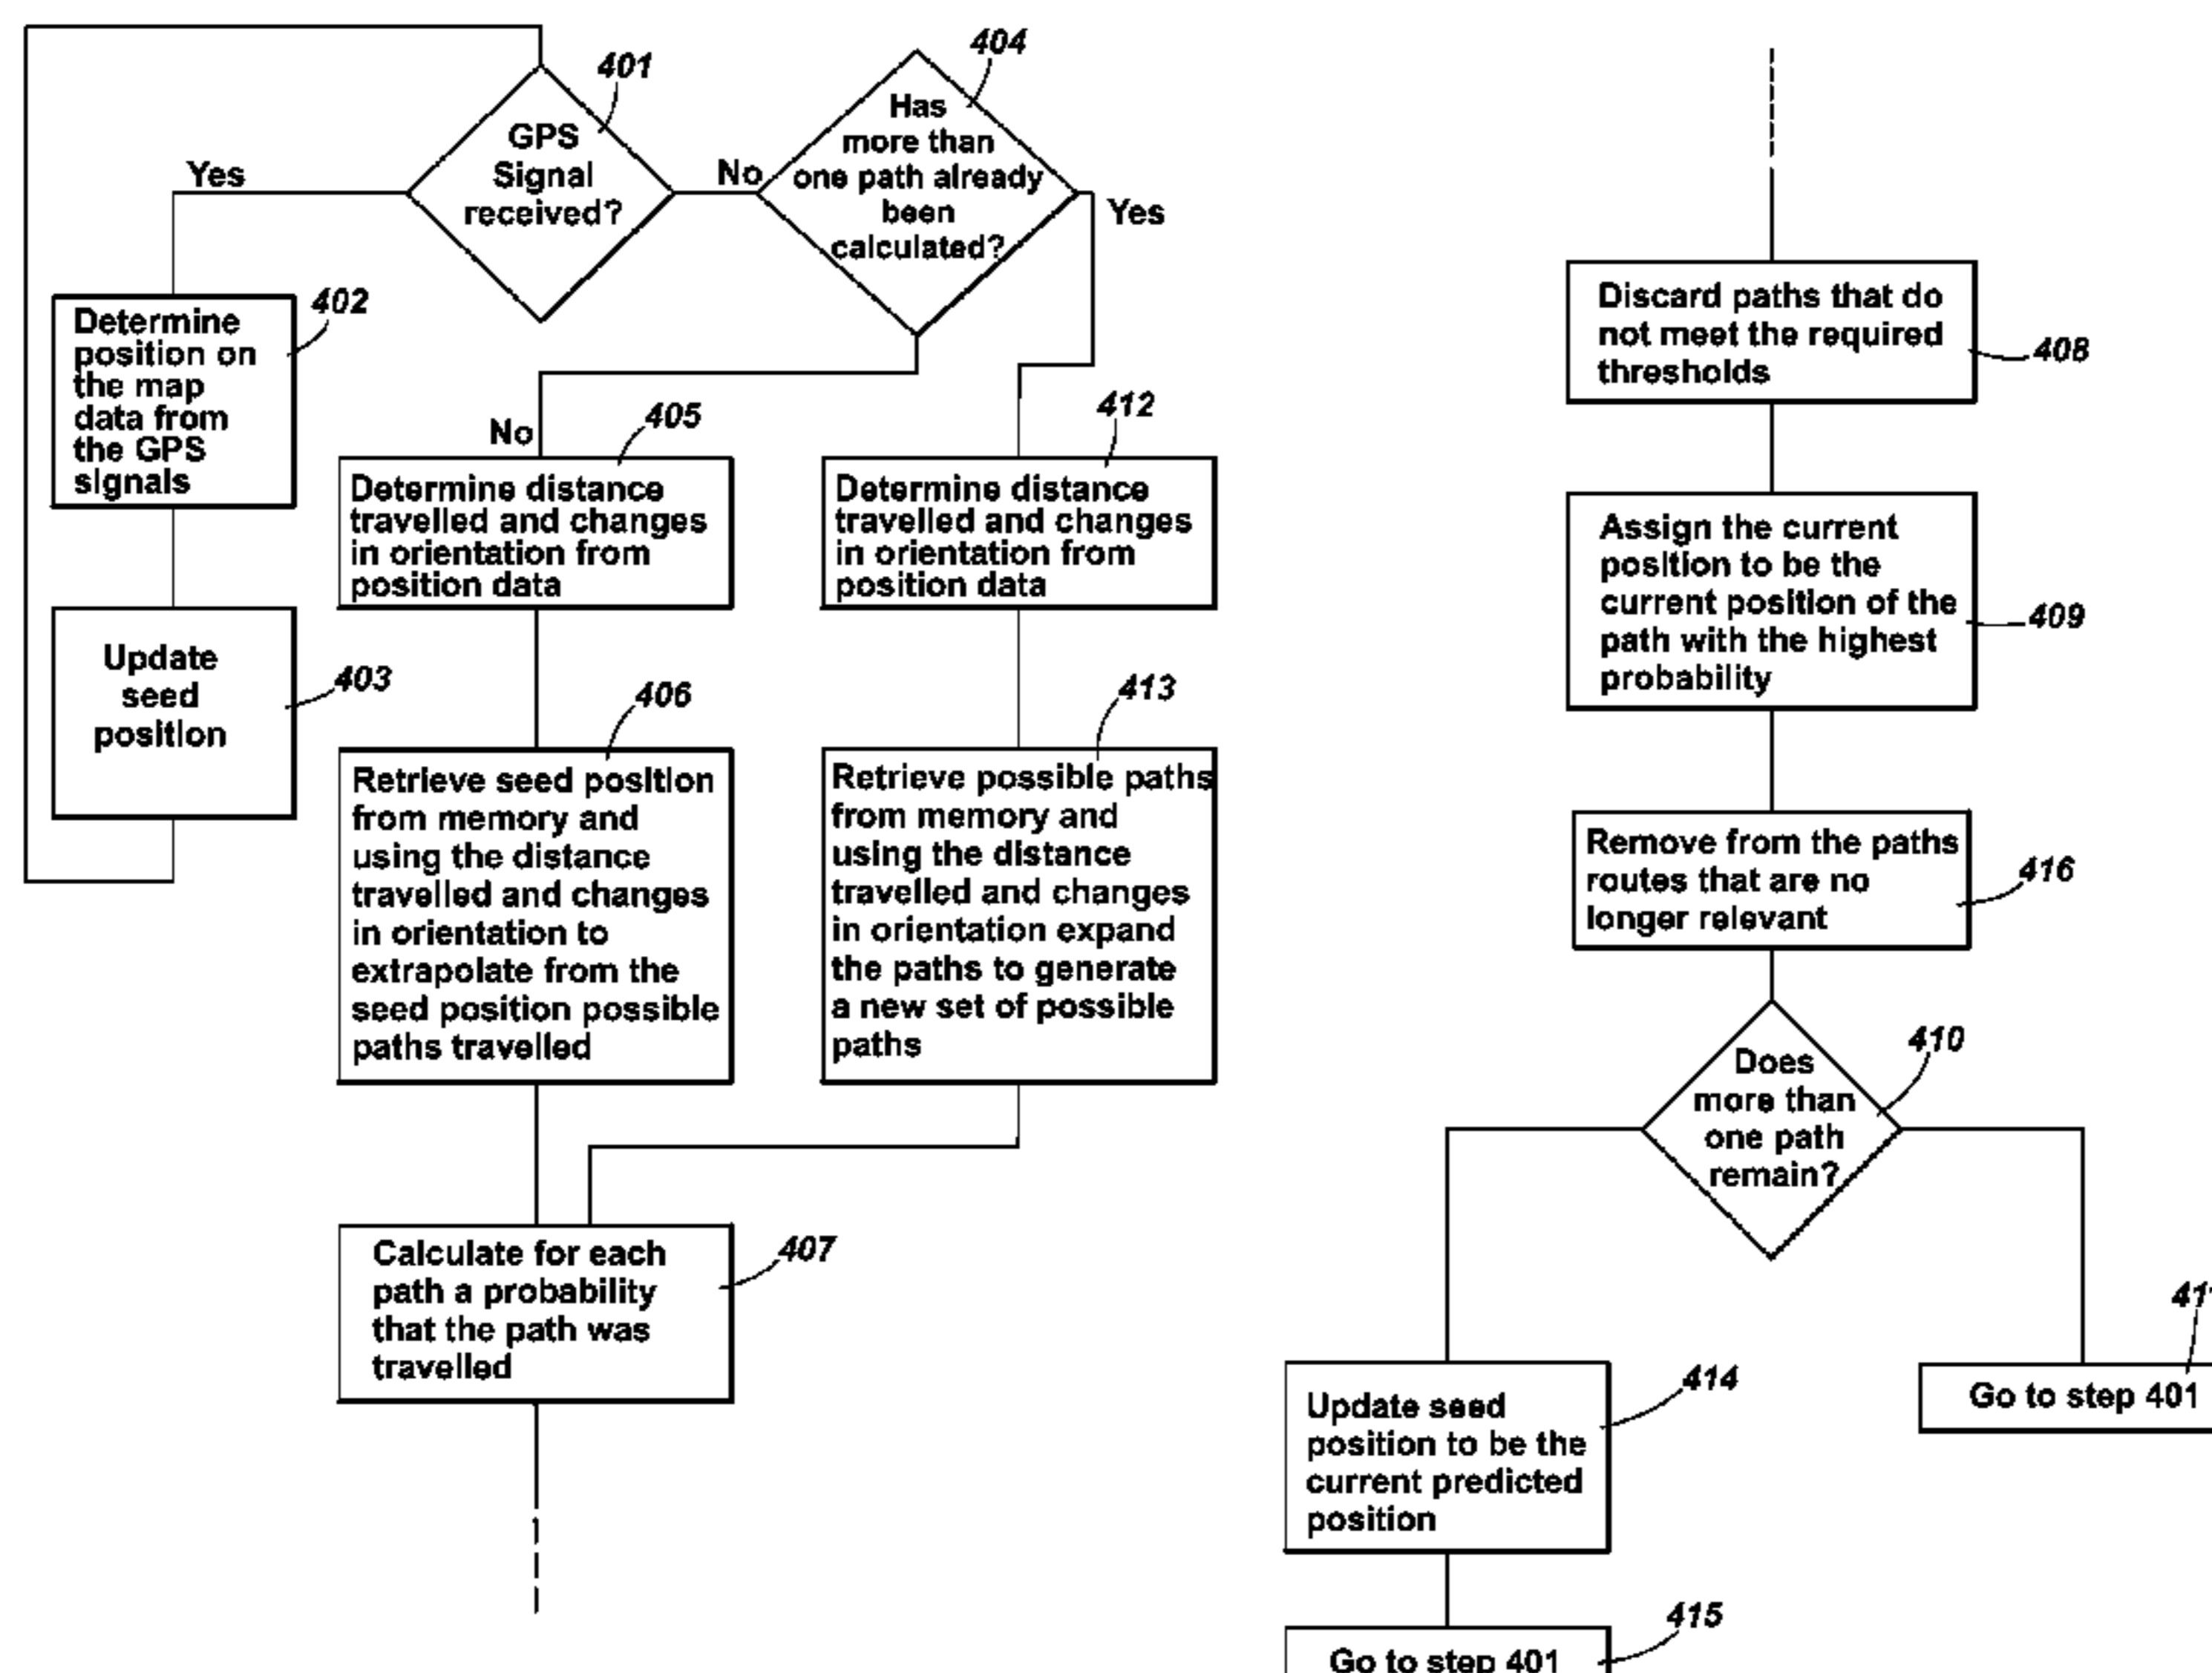 401
GPS
Signal
received?
Yes
No
404
Has
more than
one path already
been
calculated?
Yes
No
402
Determine
position on
the map
data from
the GPS
signals
403
Update
seed
position
405
Determine distance
travelled and changes
in orientation from
position data
412
Determine distance
travelled and changes
in orientation from
position data
406
Retrieve seed position
from memory and
using the distance
travelled and changes
in orientation to
extrapolate from the
seed position possible
paths travelled
413
Retrieve possible paths
from memory and
using the distance
travelled and changes
in orientation expand
the paths to generate
a new set of possible
paths
407
Calculate for each
path a probability
that the path was
travelled
Discard paths that do
not meet the required
thresholds
408
Assign the current
position to be the
current position of the
path with the highest
probability
409
Remove from the paths
routes that are no
longer relevant
416
410
Does
more than
one path
remain?
414
Update seed
position to be the
current predicted
position
Go to step 401
415
Go to step 401